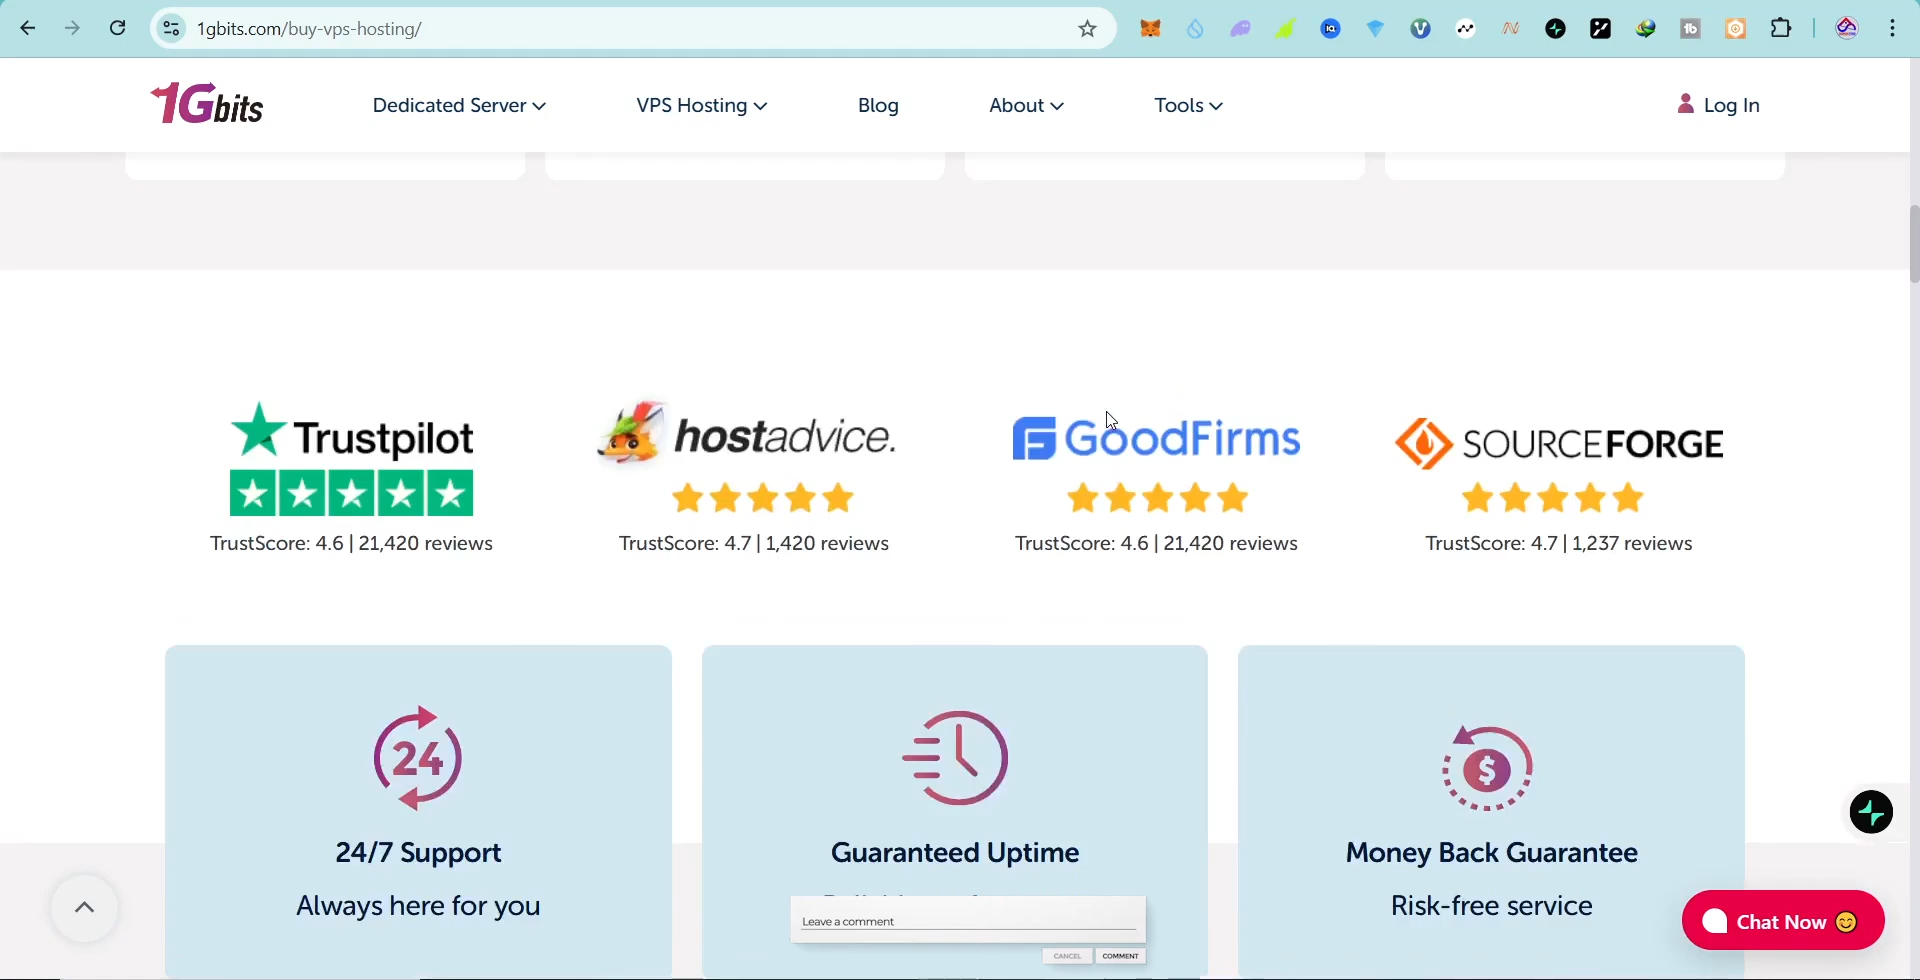 1gbits.com/buy-vps-hosting/
1Gbits
Dedicated Server
VPS Hosting
Blog
About
Tools
Log In
Trustpilot
hostadvice.
GoodFirms
SOURCEFORGE
TrustScore: 4.6 | 21,420 reviews
TrustScore: 4.7 | 1,420 reviews
TrustScore: 4.6 | 21,420 reviews
TrustScore: 4.7 | 1,237 reviews
24
$
24/7 Support
Guaranteed Uptime
Money Back Guarantee
Always here for you
Risk-free service
Leave a comment
CANCEL
COMMENT
Chat Now